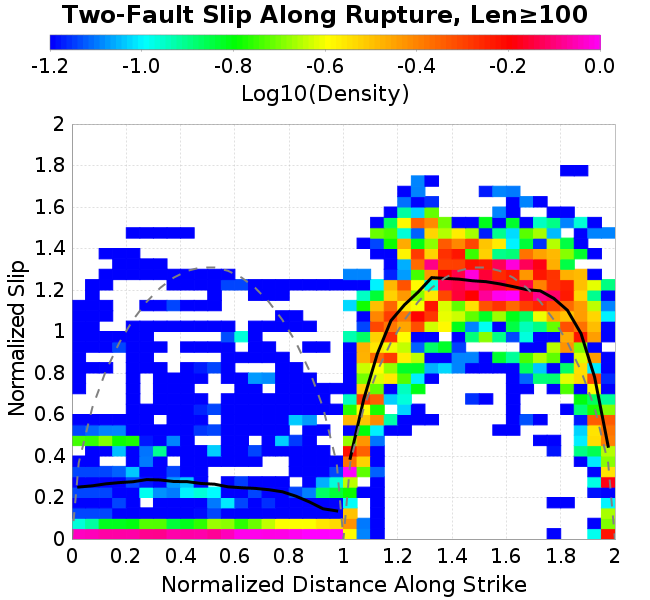 Two-Fault Slip Along Rupture, Len≥100
-1.2 -1.0 -0.8 -0.6 -0.4 -0.2 0.0
Log10(Density)
2
1.8
1.6
1.4
1.2
1
0.8
0.6
0.4
0.2
0
Normalized Slip
0 0.2 0.4 0.6 0.8 1 1.2 1.4 1.6 1.8 2
Normalized Distance Along Strike